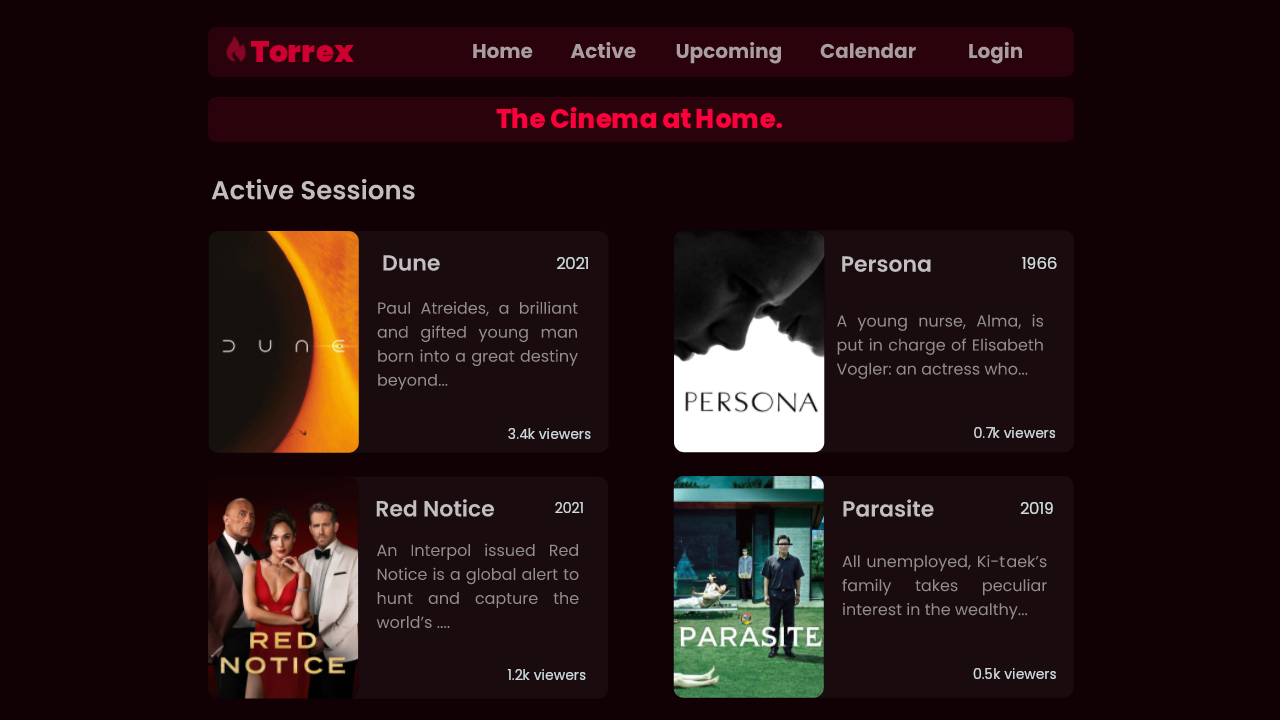 Torrex Home Active Upcoming Calendar Login
The Cinema at Home.
Active Sessions
DUNE
Dune 2021
Paul Atreides, a brilliant
and gifted young man
born into a great destiny
beyond...
3.4k viewers
PERSONA
Persona 1966
A young nurse, Alma, is
put in charge of Elisabeth
Vogler: an actress who...
0.7k viewers
RED
NOTICE
Red Notice 2021
An Interpol issued Red
Notice is a global alert to
hunt and capture the
world’s ....
1.2k viewers
PARASITE
Parasite 2019
All unemployed, Ki-taek’s
family takes peculiar
interest in the wealthy...
0.5k viewers